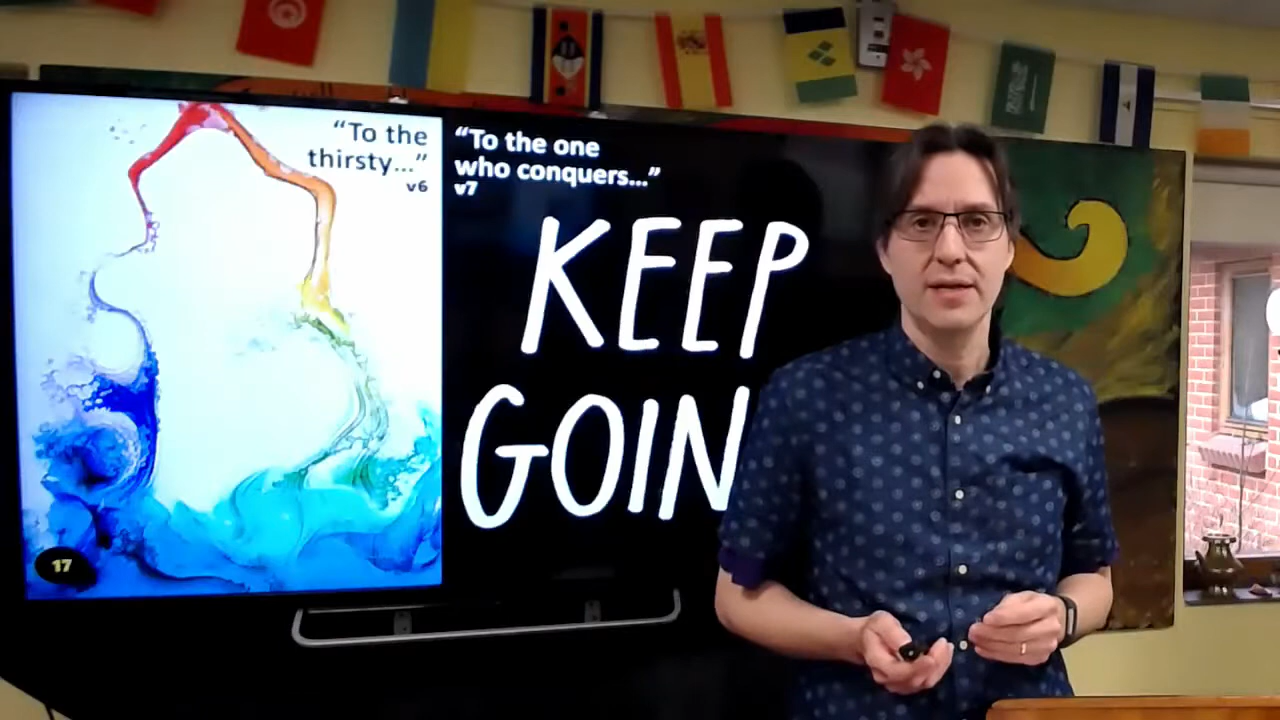 “To the
thirsty...”
v6
“To the one
who conquers...”
v7
KEEP
GOIN
17